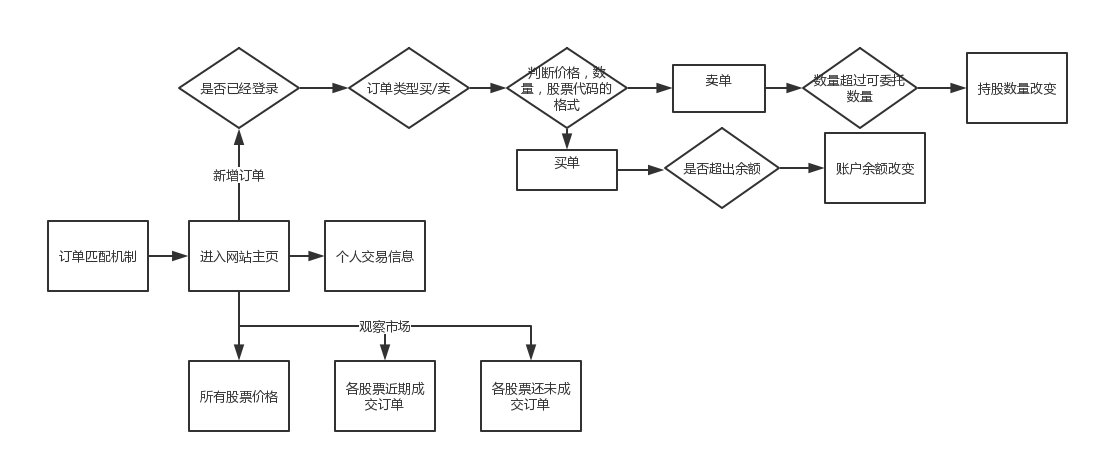 是否已经登录
订单类型买/卖
判断价格，数
量，股票代码的
格式
卖单
数量超过可委托
数量
持股数量改变
买单
是否超出余额
账户余额改变
新增订单
订单匹配机制
进入网站主页
个人交易信息
观察市场
所有股票价格
各股票近期成
交订单
各股票还未成
交订单